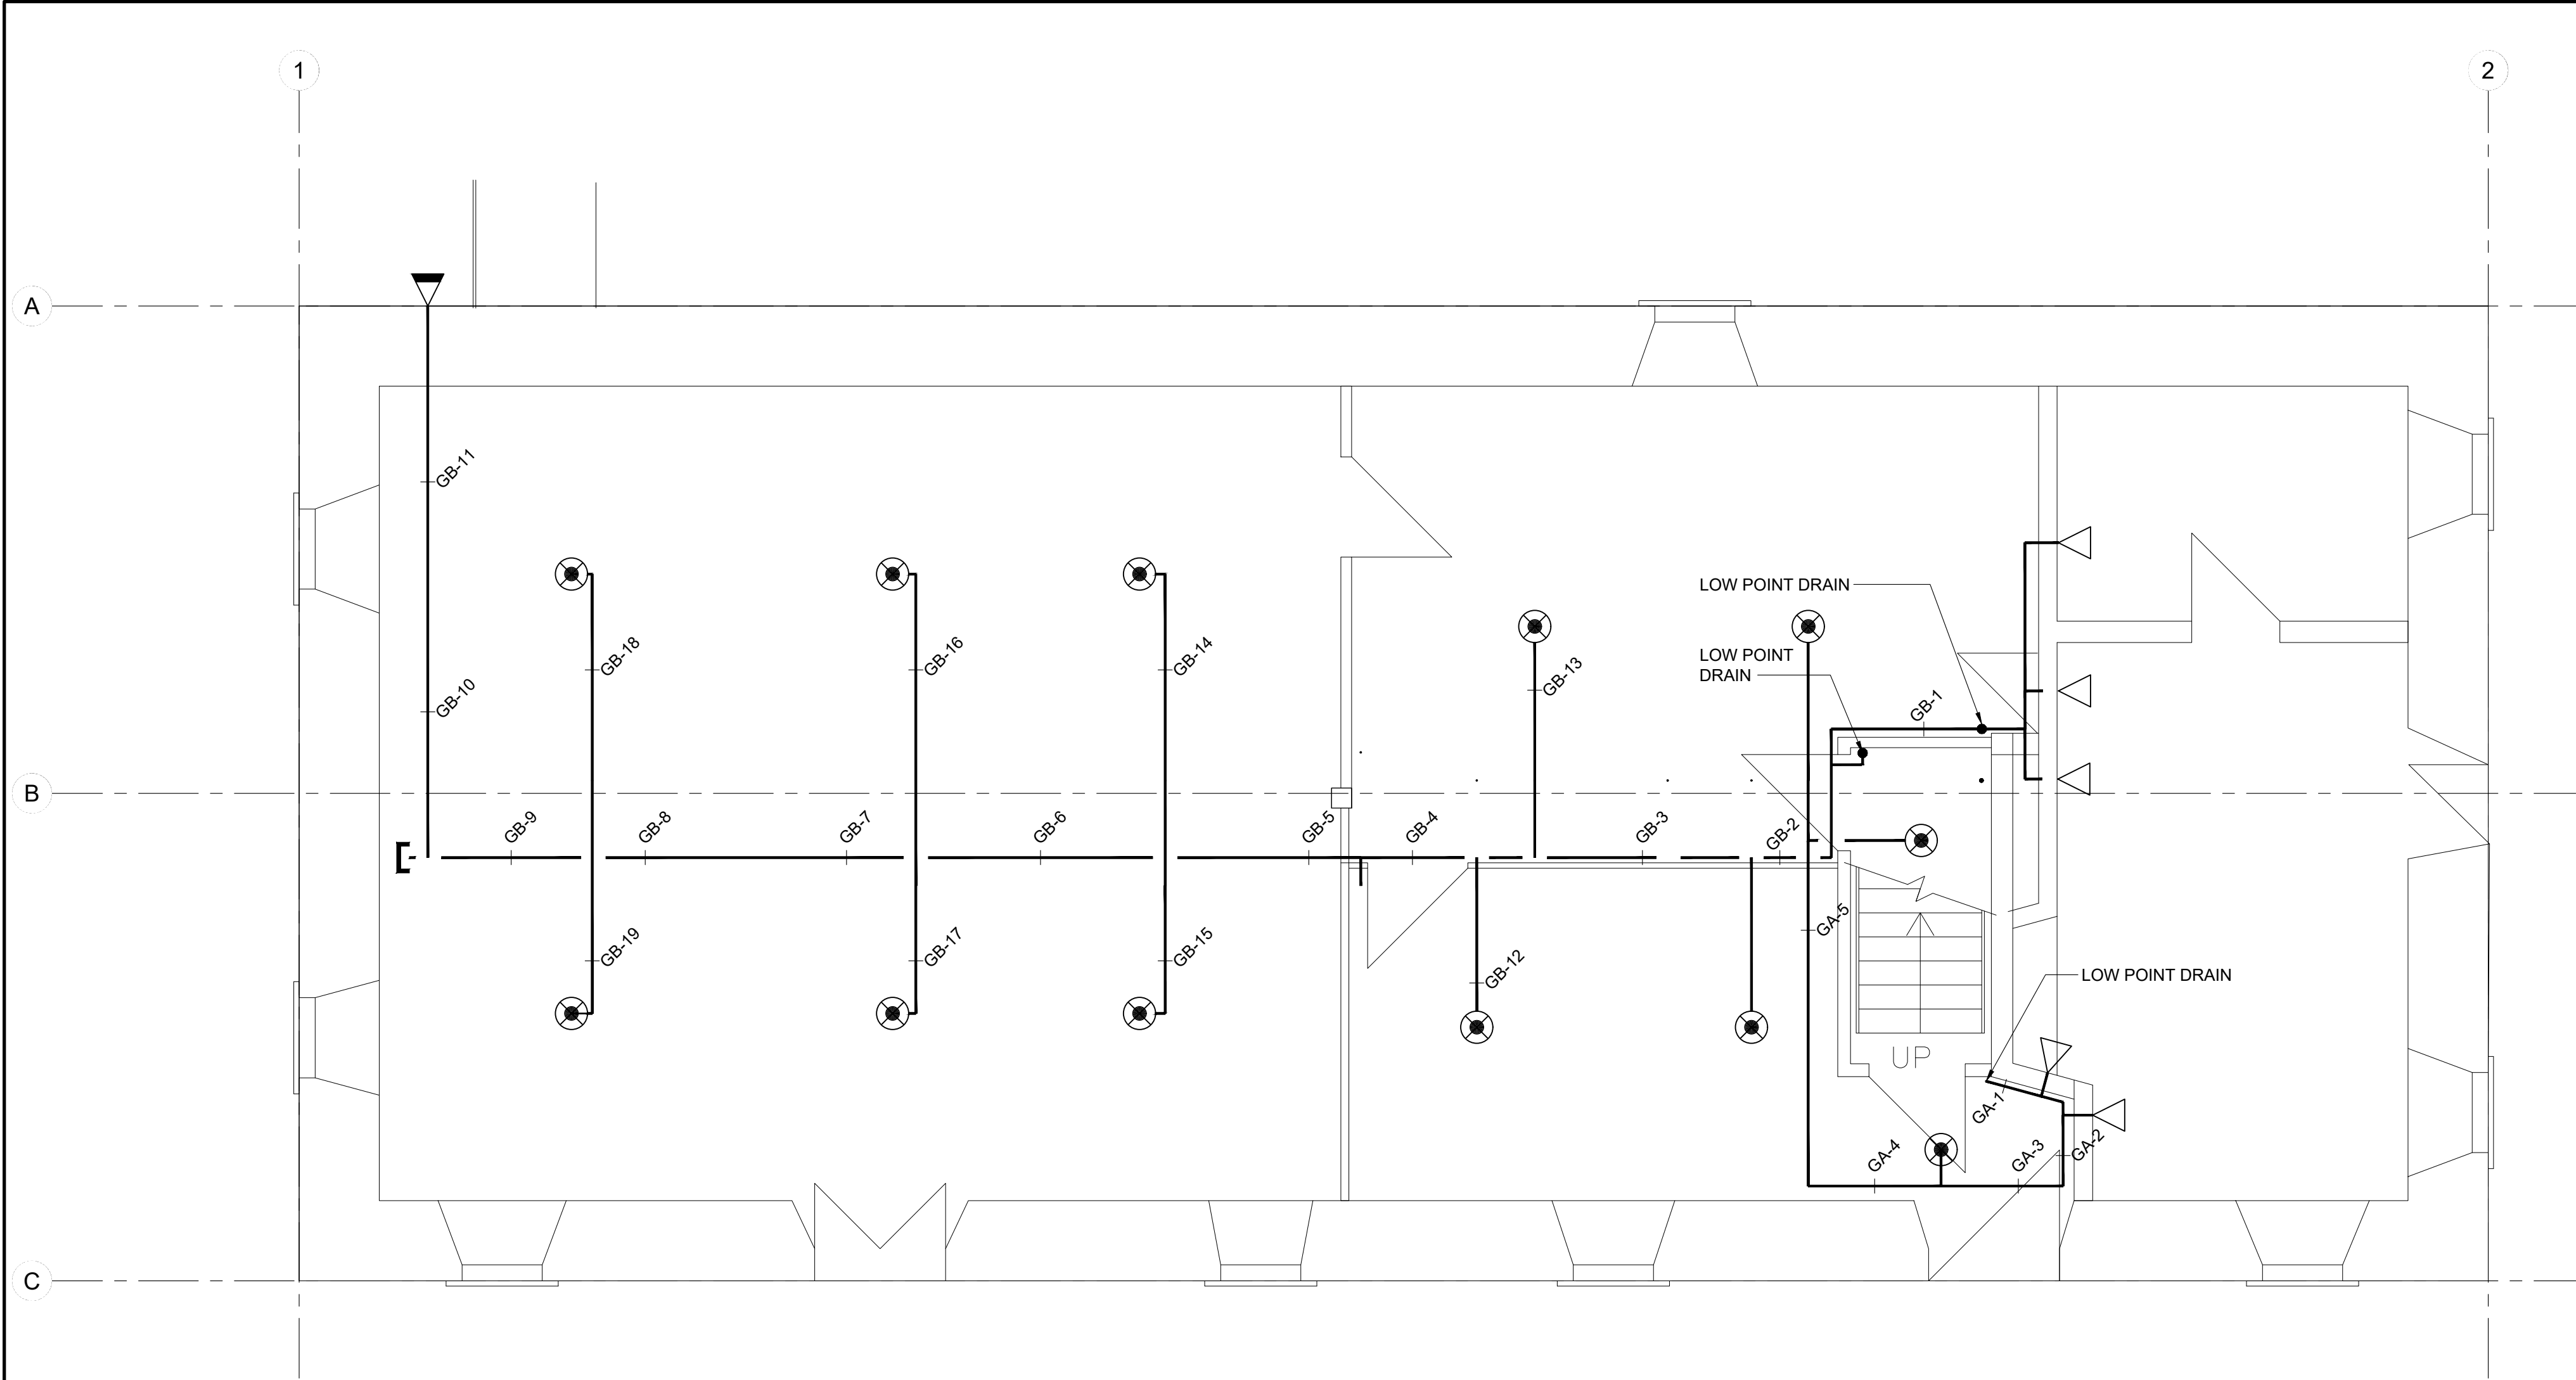 1
2
A
GB-11
GB-18
GB-16
GB-14
GB-13
GB-10
LOW POINT DRAIN
LOW POINT
DRAIN
GB-1
B
GB-9
GB-8
GB-7
GB-6
GB-5
GB-4
GB-3
GB-2
GA-5
GB-19
GB-17
GB-15
GB-12
LOW POINT DRAIN
UP
GA-1
GA-4
GA-3
GA-2
C